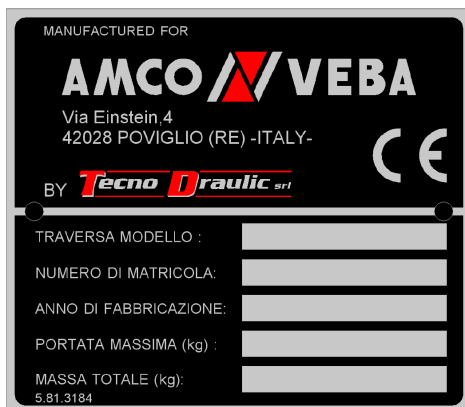 MANUFACTURED FOR
AMCO VEBA
Via Einstein,4
42028 POVIGLIO (RE) -ITALY-
CE
BY Tecno Draulic srl
TRAVERSA MODELLO :
NUMERO DI MATRICOLA:
ANNO DI FABBRICAZIONE:
PORTATA MASSIMA (kg) :
MASSA TOTALE (kg):
5.81.3184